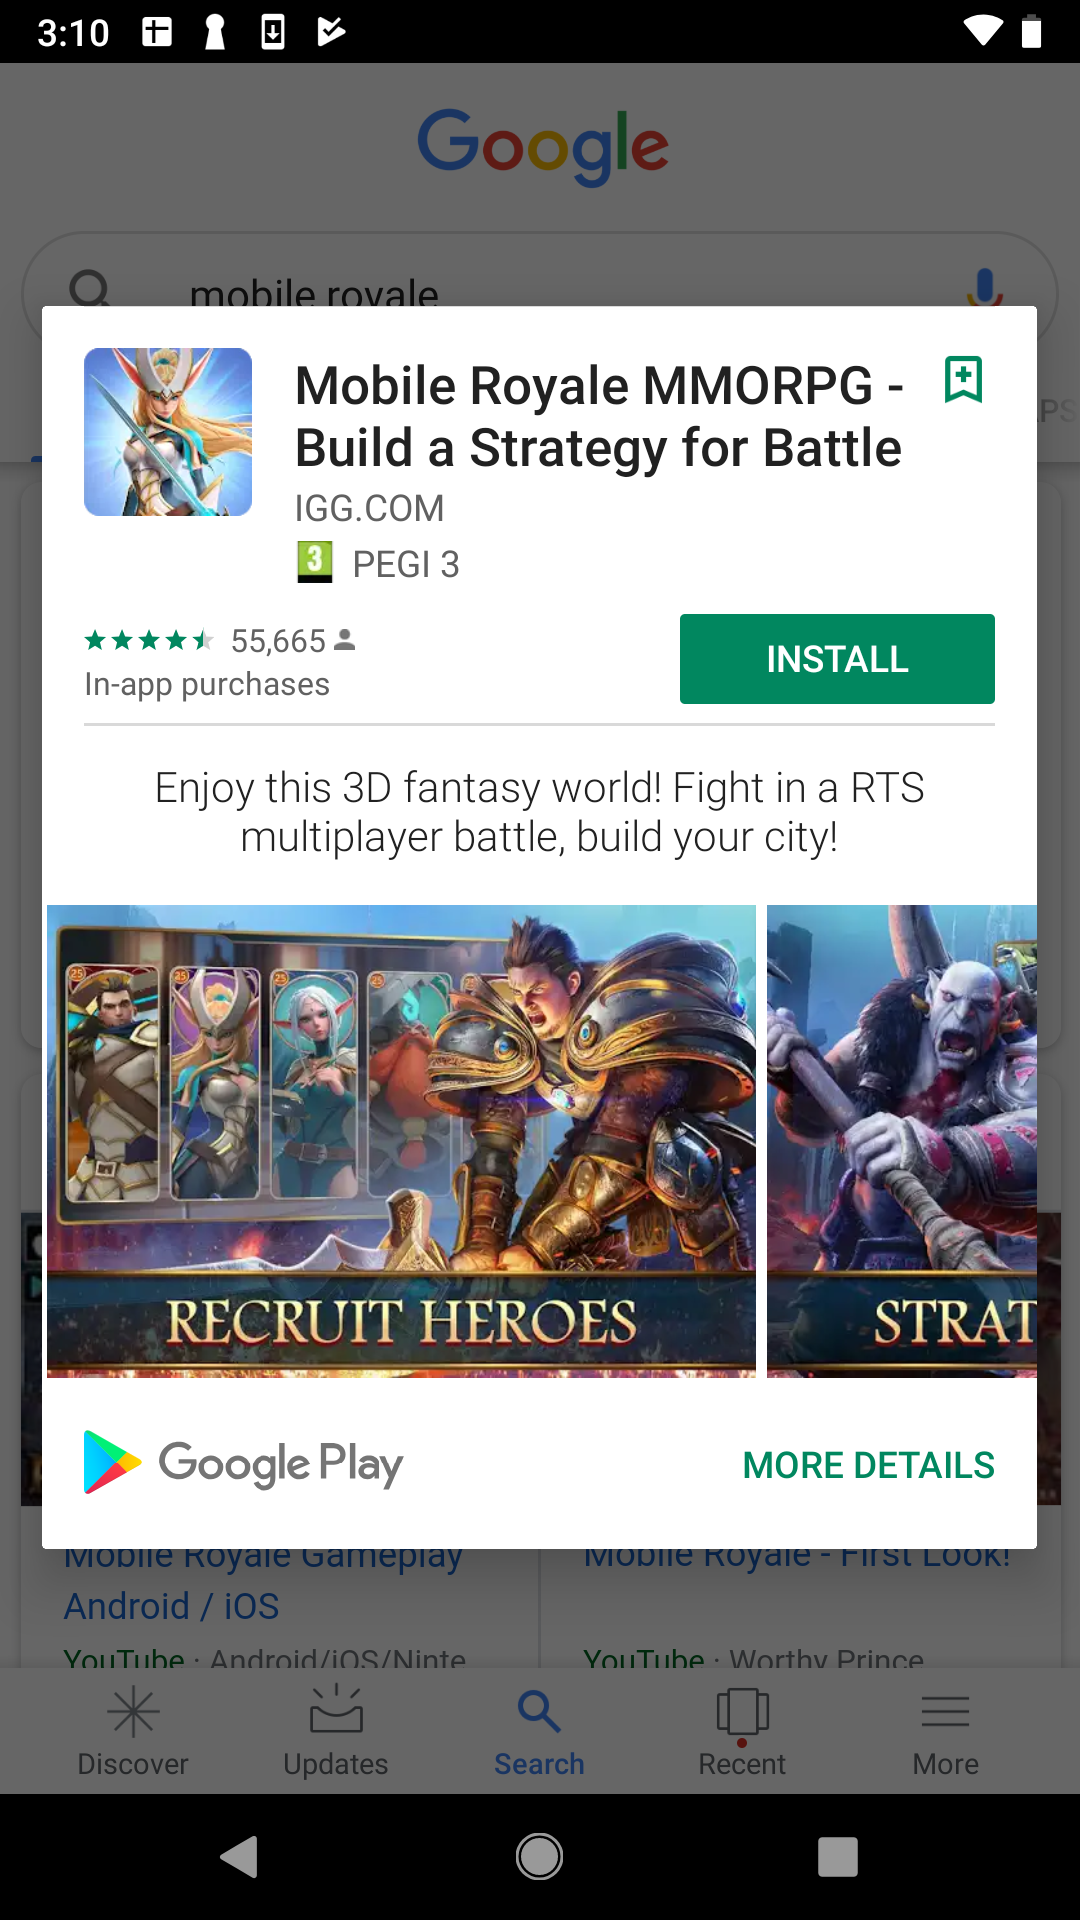 3:10
Google
mobile royale
Mobile Royale MMORPG -
Build a Strategy for Battle
IGG.COM
3 PEGI 3
55,665
In-app purchases
INSTALL
Enjoy this 3D fantasy world! Fight in a RTS
multiplayer battle, build your city!
25 25 25 25 25
RECRUIT HEROES
STRAT
Google Play
MORE DETAILS
Mobile Royale Gameplay
Android / iOS
YouTube · Android/iOS/Ninte
Mobile Royale - First Look!
YouTube · Worthy Prince
Discover
Updates
Search
Recent
More